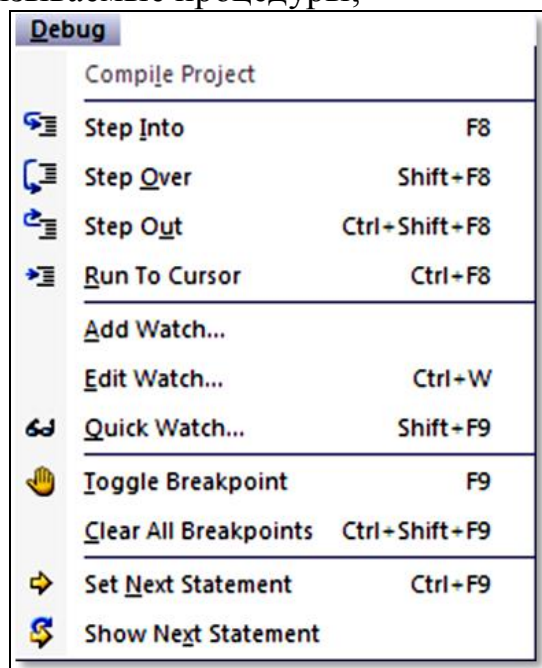 процедуры,
Debug
Compile Project
Step Into F8
Step Over Shift+F8
Step Out Ctrl+Shift+F8
Run To Cursor Ctrl+F8
Add Watch...
Edit Watch... Ctrl+W
Quick Watch... Shift+F9
Toggle Breakpoint F9
Clear All Breakpoints Ctrl+Shift+F9
Set Next Statement Ctrl+F9
Show Next Statement